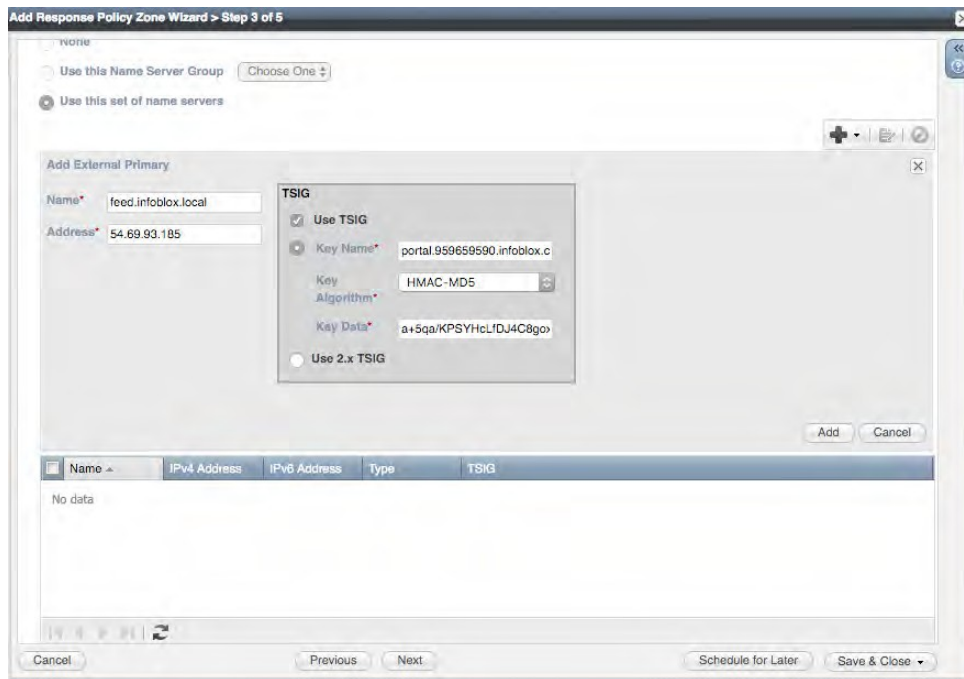 Add Response Policy Zone Wizard > Step 3 of 5
None
Use this Name Server Group Choose One
Use this set of name servers
Add External Primary
Name* feed.infoblox.local
Address* 54.69.93.185
TSIG
Use TSIG
Key Name* portal.959659590.infoblox.c
Key
Algorithm*
HMAC-MD5
Key Data* a+5qa/KPSYHcLfDJ4C8gox
Use 2.x TSIG
Add Cancel
Name IPv4 Address IPv6 Address Type TSIG
No data
Cancel Previous Next Schedule for Later Save & Close